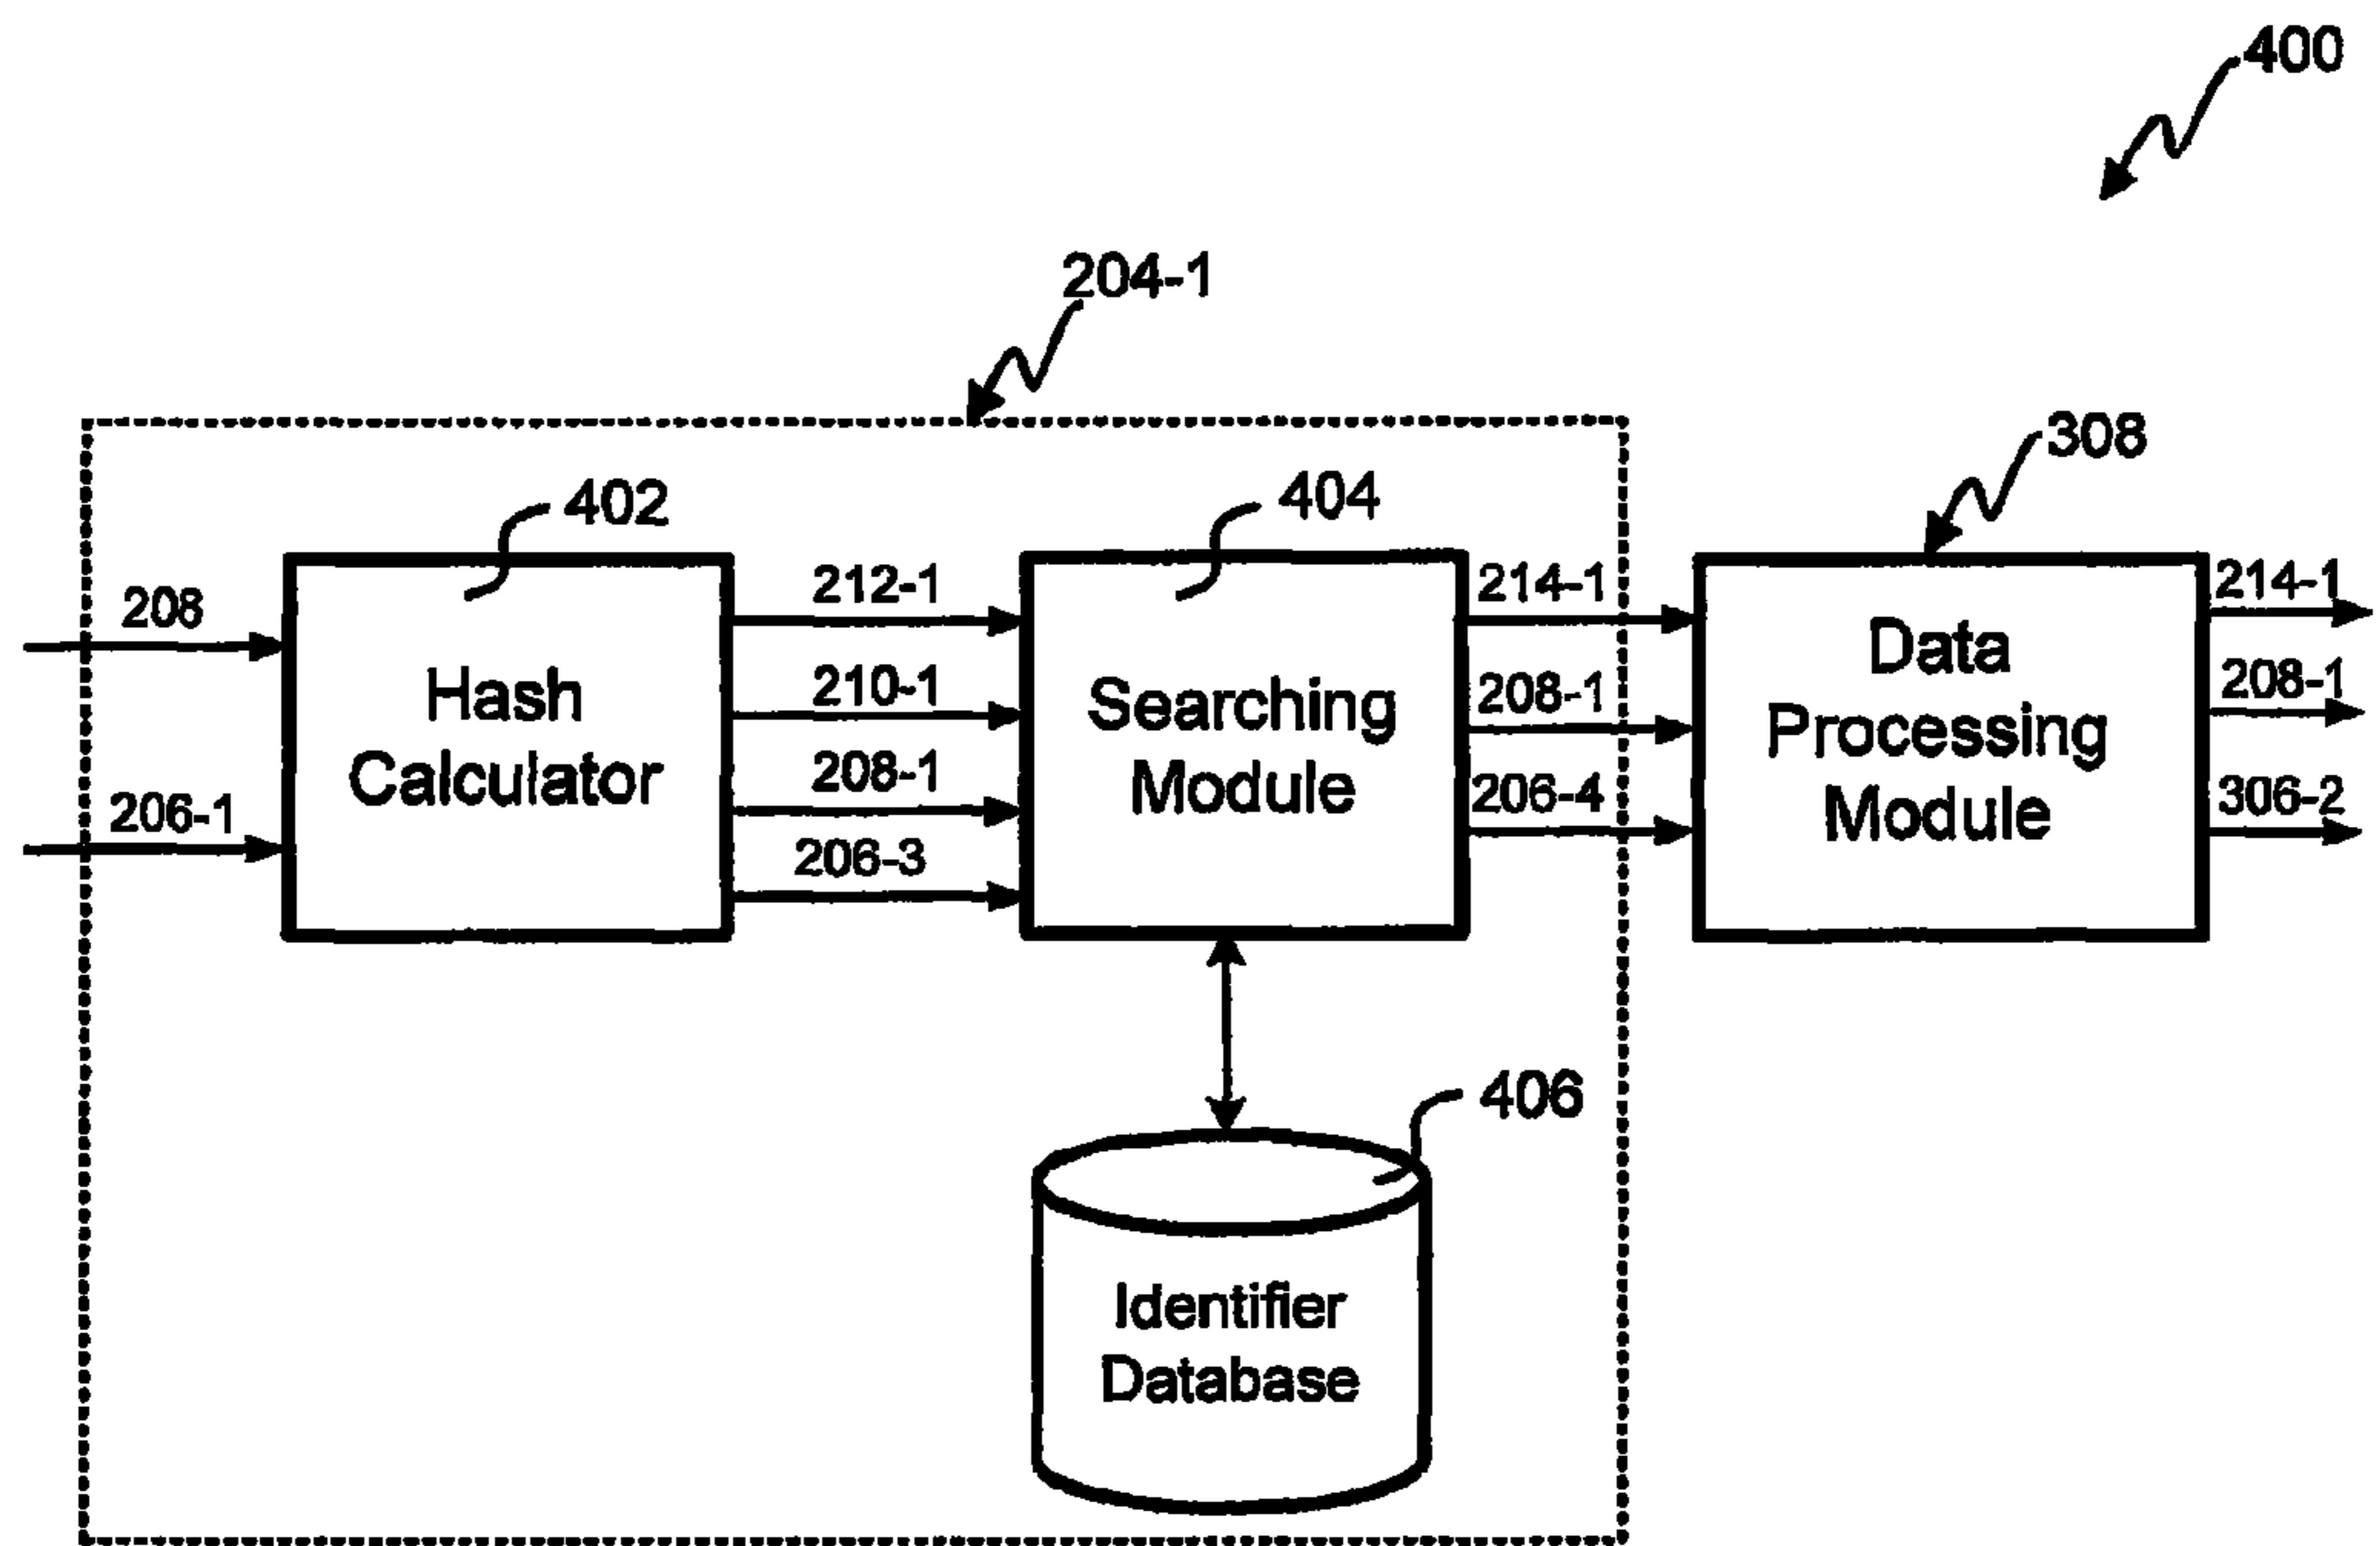 400
204-1
308
402
404
208
206-1
Hash
Calculator
212-1
210-1
208-1
206-3
Searching
Module
214-1
208-1
206-4
Data
Processing
Module
214-1
208-1
306-2
406
Identifier
Database